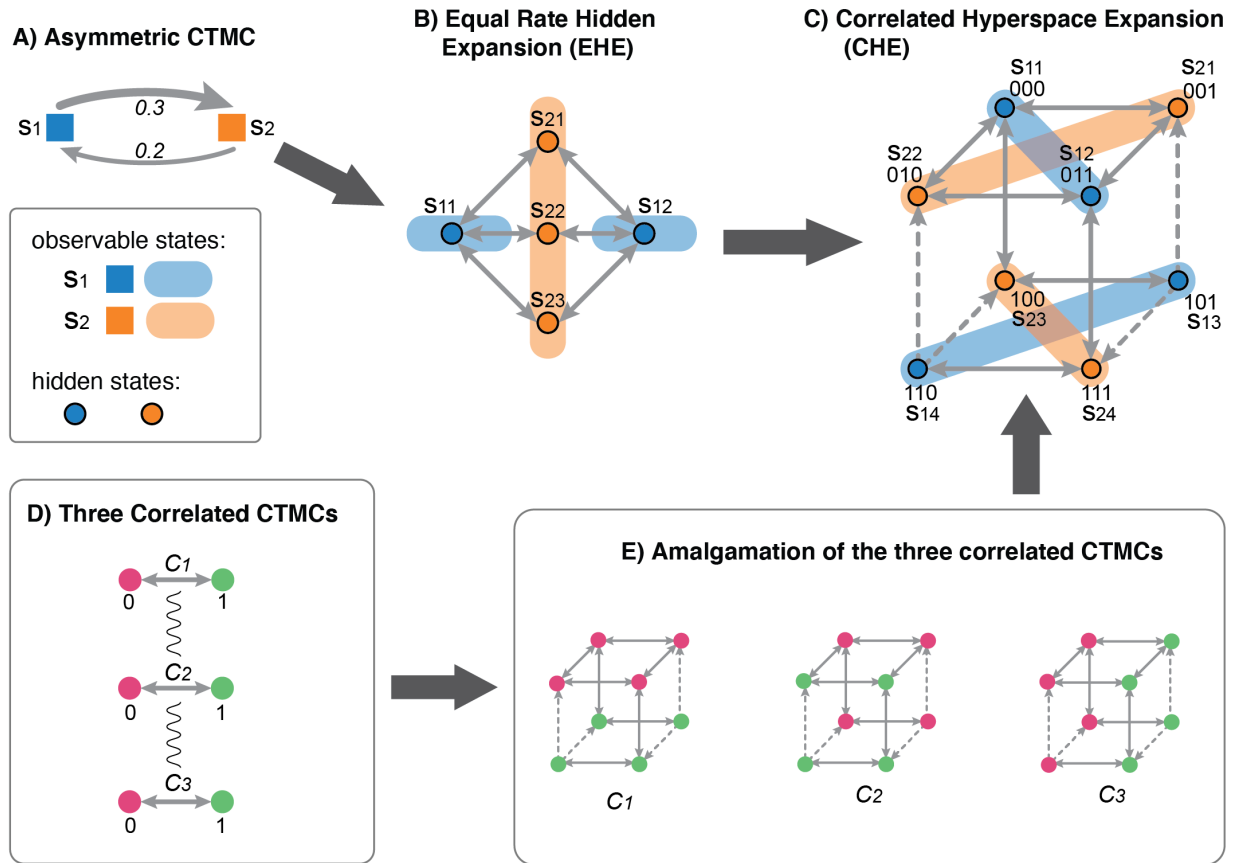 A) Asymmetric CTMC
S1
0.3
0.2
S2
observable states:
S1
S2
hidden states:
B) Equal Rate Hidden
Expansion (EHE)
S21
S11
S22
S12
S23
C) Correlated Hyperspace Expansion
(CHE)
S11
000
S21
001
S22
010
S12
011
100
S23
101
S13
110
S14
111
S24
D) Three Correlated CTMCs
C1
0
1
C2
0
1
C3
0
1
E) Amalgamation of the three correlated CTMCs
C1
C2
C3